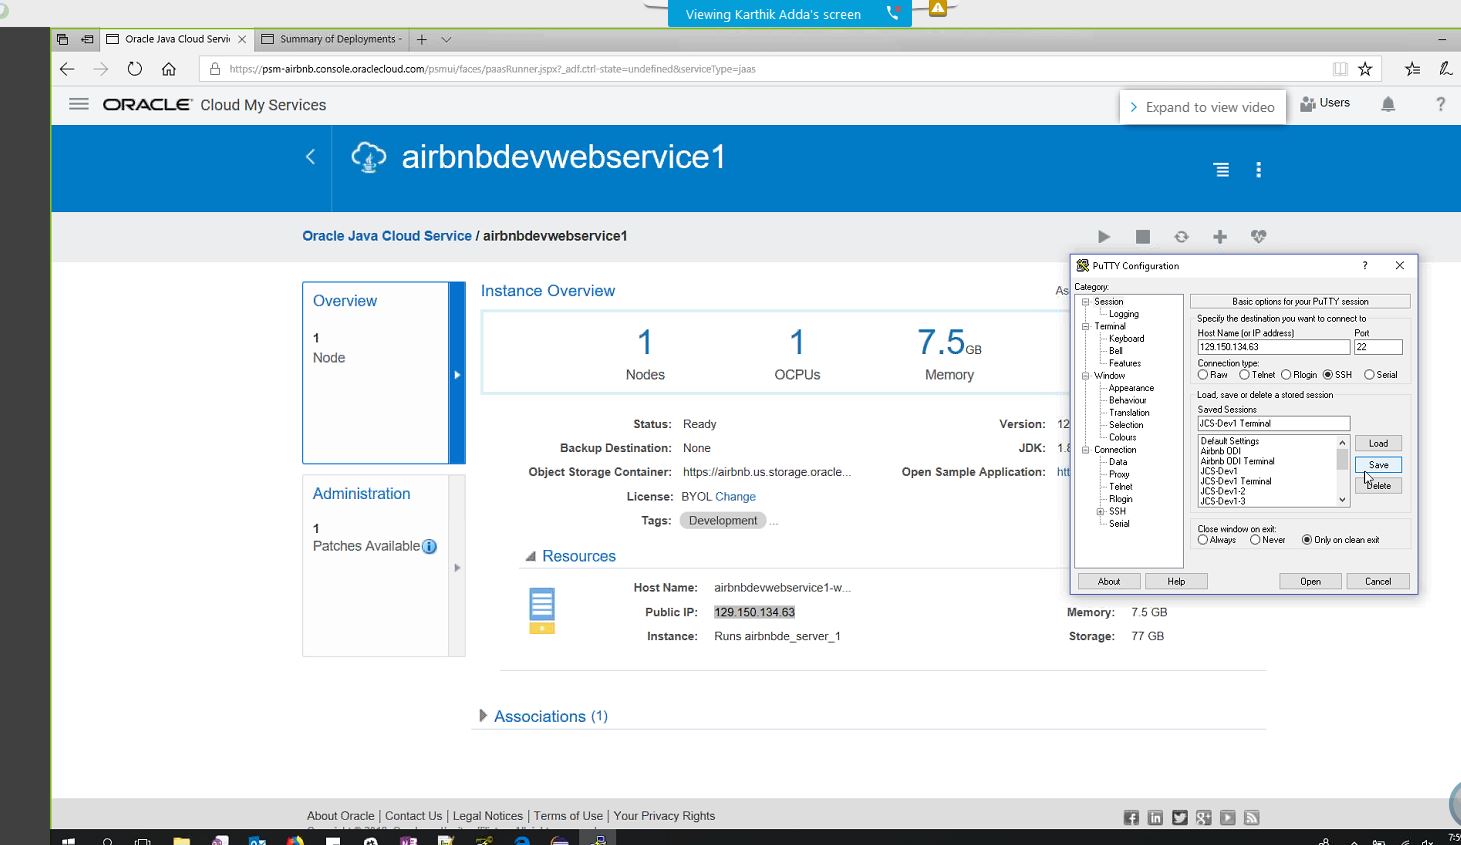 Viewing Karthik Adda's screen
Oracle Java Cloud Servi
Summary of Deployments -
https://psm-airbnb.console.oraclecloud.com/psmui/faces/paasRunner.jspx?_adf.ctrl-state=undefined&serviceType=jaas
ORACLE Cloud My Services
Expand to view video
Users
?
airbnbdevwebservice1
Oracle Java Cloud Service / airbnbdevwebservice1
Overview
1
Node
Administration
1
Patches Available
Instance Overview
As
1
Nodes
1
OCPUs
7.5 GB
Memory
Status: Ready
Version: 12
Backup Destination: None
JDK: 1.8
Object Storage Container: https://airbnb.us.storage.oracle...
Open Sample Application: htt
License: BYOL Change
Tags: Development ...
Resources
Host Name: airbnbdevwebservice1-w...
Public IP: 129.150.134.63
Memory: 7.5 GB
Instance: Runs airbnbde_server_1
Storage: 77 GB
Associations (1)
PuTTY Configuration
?
Category:
Session
Logging
Terminal
Keyboard
Bell
Features
Window
Appearance
Behaviour
Translation
Selection
Colours
Connection
Data
Proxy
Telnet
Rlogin
SSH
Serial
Basic options for your PuTTY session
Specify the destination you want to connect to
Host Name (or IP address) Port
129.150.134.63 22
Connection type:
Raw Telnet Rlogin SSH Serial
Load, save or delete a stored session
Saved Sessions
JCS-Dev1 Terminal
Default Settings
Airbnb ODI
Airbnb ODI Terminal
JCS-Dev1
JCS-Dev1 Terminal
JCS-Dev1-2
JCS-Dev1-3
Load
Save
Delete
Close window on exit:
Always Never Only on clean exit
About Help Open Cancel
About Oracle | Contact Us | Legal Notices | Terms of Use | Your Privacy Rights